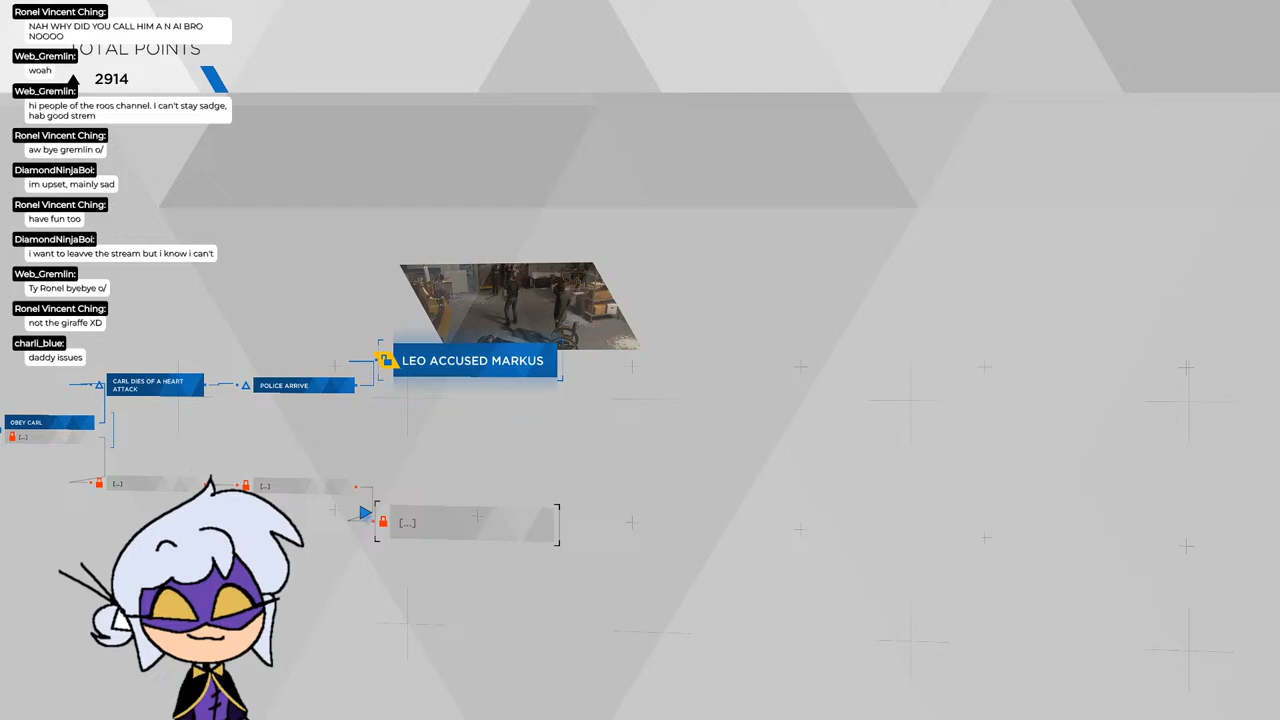 Ronel Vincent Ching:
NAH WHY DID YOU CALL HIM A N AI BRO
NOOOO
TOTAL POINTS
Web_Gremlin:
woah
2914
Web_Gremlin:
hi people of the roos channel. I can't stay sadge,
hab good strem
Ronel Vincent Ching:
aw bye gremlin o/
DiamondNinjaBoi:
im upset, mainly sad
Ronel Vincent Ching:
have fun too
DiamondNinjaBoi:
i want to leavve the stream but i know i can't
Web_Gremlin:
Ty Ronel byebye o/
Ronel Vincent Ching:
not the giraffe XD
charli_blue:
daddy issues
LEO ACCUSED MARKUS
CARL DIES OF A HEART
ATTACK
POLICE ARRIVE
OBEY CARL
[...]
[...]
[...]
[...]